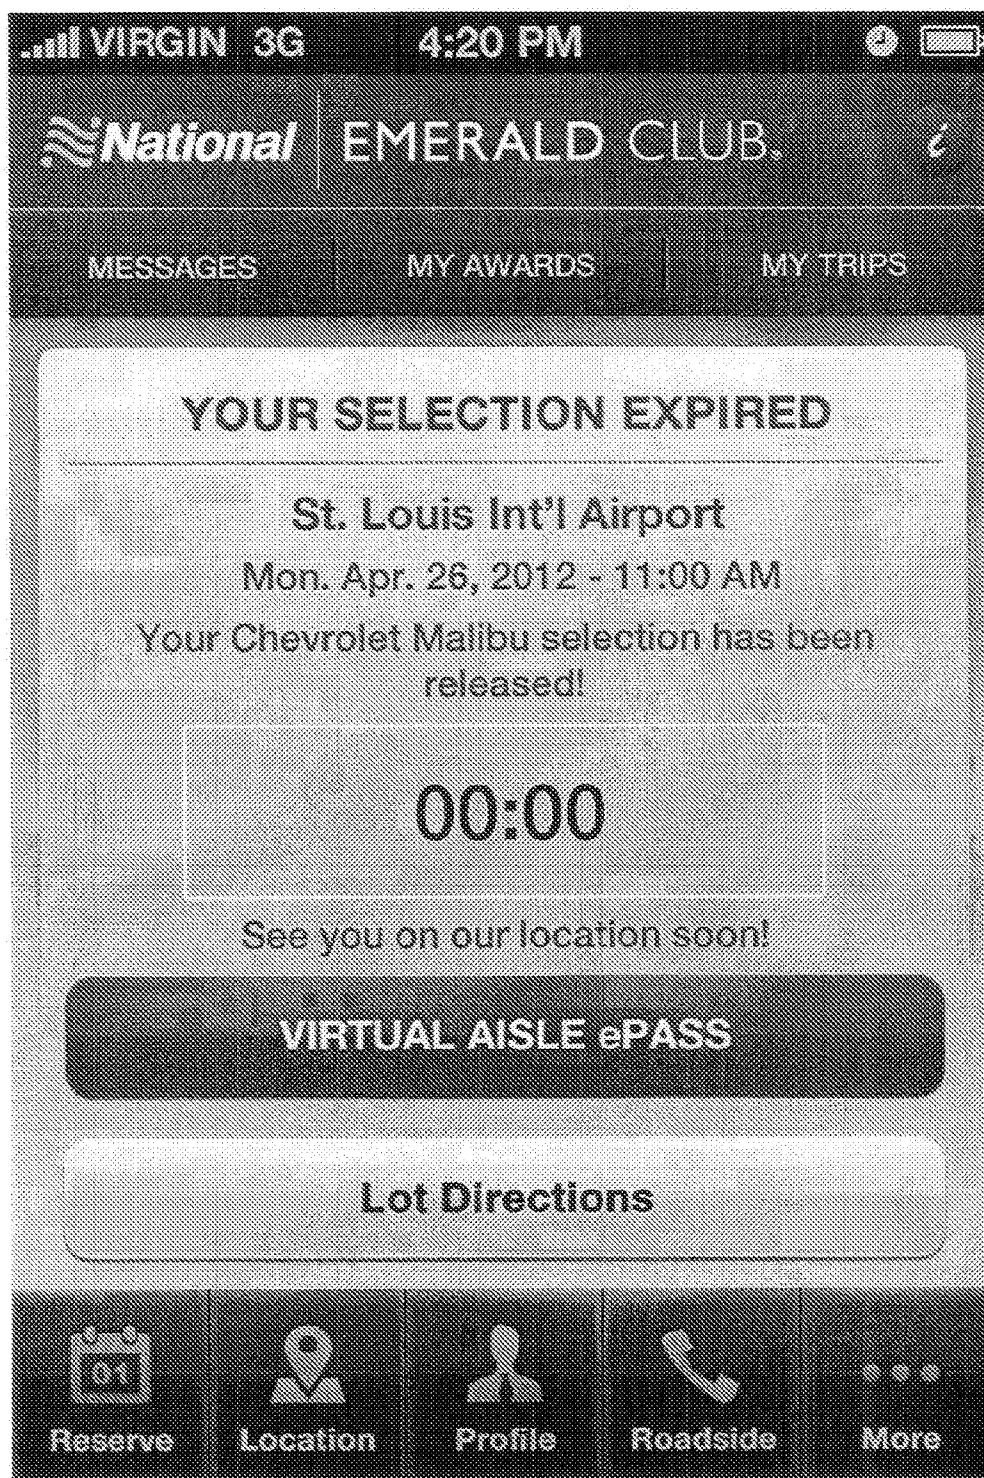 VIRGIN 3G 4:20 PM
National EMERALD CLUB. i
MESSAGES MY AWARDS MY TRIPS
YOUR SELECTION EXPIRED
St. Louis Int'l Airport
Mon. Apr. 26, 2012 - 11:00 AM
Your Chevrolet Malibu selection has been
released!
00:00
See you on our location soon!
VIRTUAL AISLE ePASS
Lot Directions
01
Reserve Location Profile Roadside More